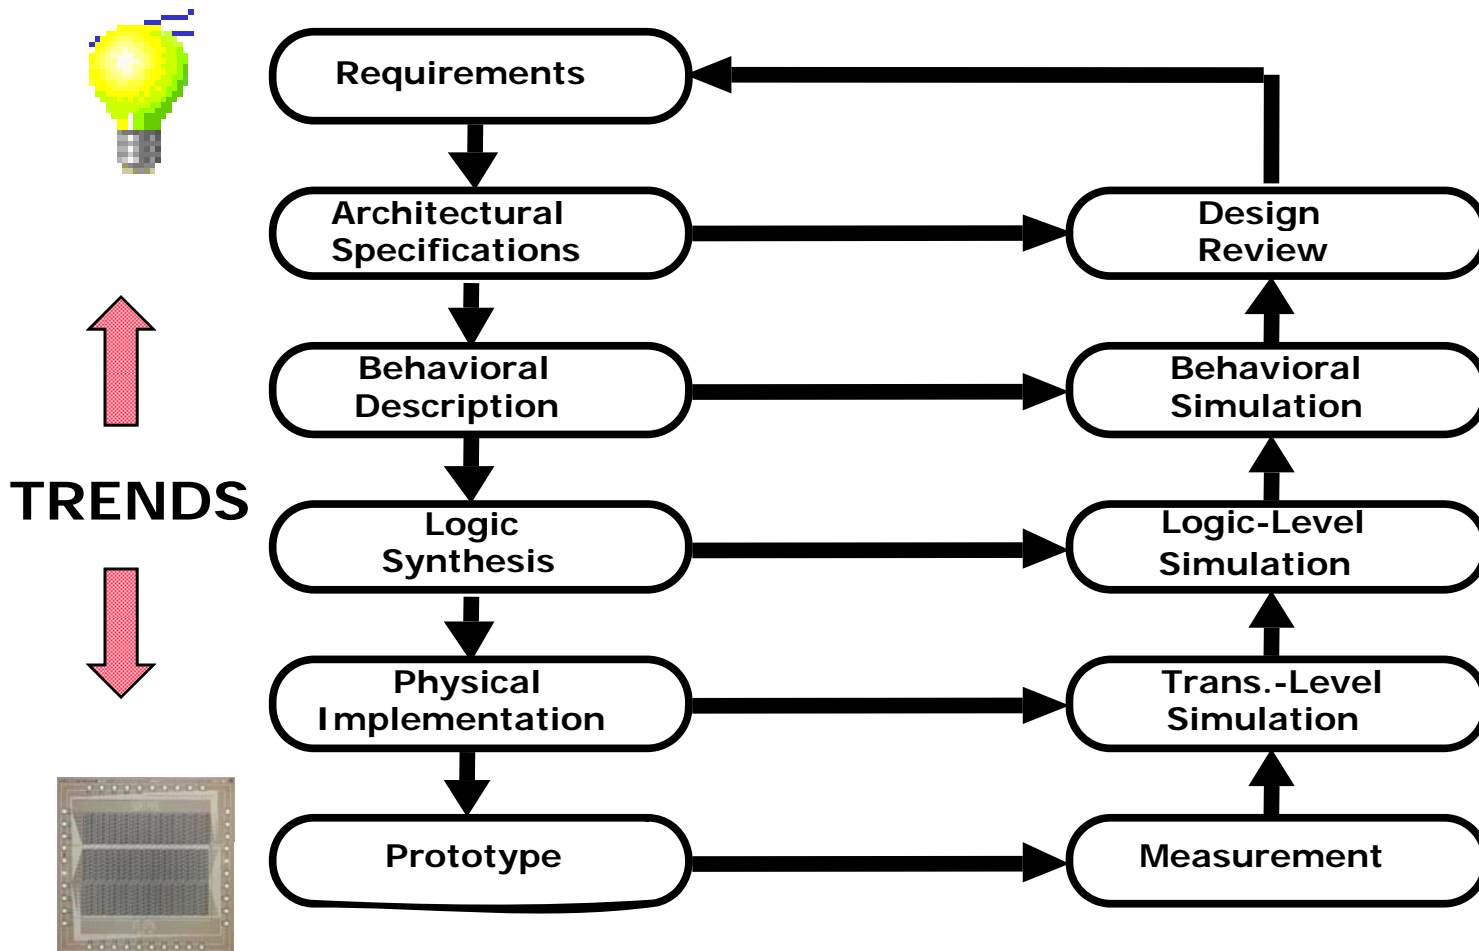 Requirements
Architectural
Specifications
Design
Review
Behavioral
Description
Behavioral
Simulation
TRENDS
Logic
Synthesis
Logic-Level
Simulation
Physical
Implementation
Trans.-Level
Simulation
Prototype
Measurement